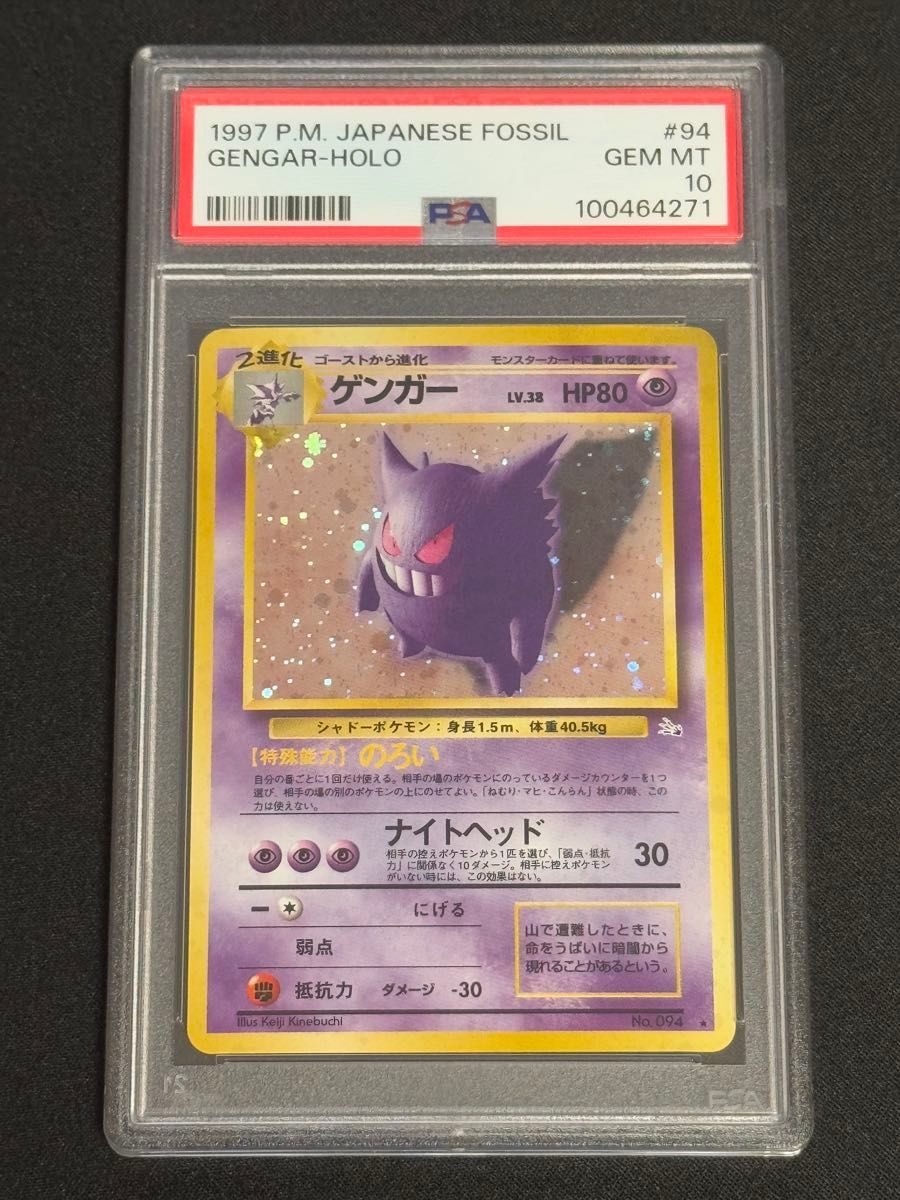 1997 P.M. JAPANESE FOSSIL #94
GENGAR-HOLO GEM MT
10
PSA 100464271
2進化 ゴーストから進化 モンスターカードに重ねて使います。
ゲンガー LV.38 HP80
シャドーポケモン：身長1.5m、体重40.5kg
【特殊能力】のろい
自分の番ごとに1回だけ使える。相手の場のポケモンにのっているダメージカウンターを1つ
選び、相手の場の別のポケモンの上にのせてよい。「ねむり・マヒ・こんらん」状態の時、この
力は使えない。
ナイトヘッド
相手の控えポケモンから1匹を選び、「弱点・抵抗
力」に関係なく10ダメージ。相手に控えポケモン
がいない時には、この効果はない。
30
にげる
弱点
抵抗力 ダメージ -30
山で遭難したときに、
命をうばいに暗闇から
現れることがあるという。
Illus Keiji Kinebuchi No. 094 ★
PSA